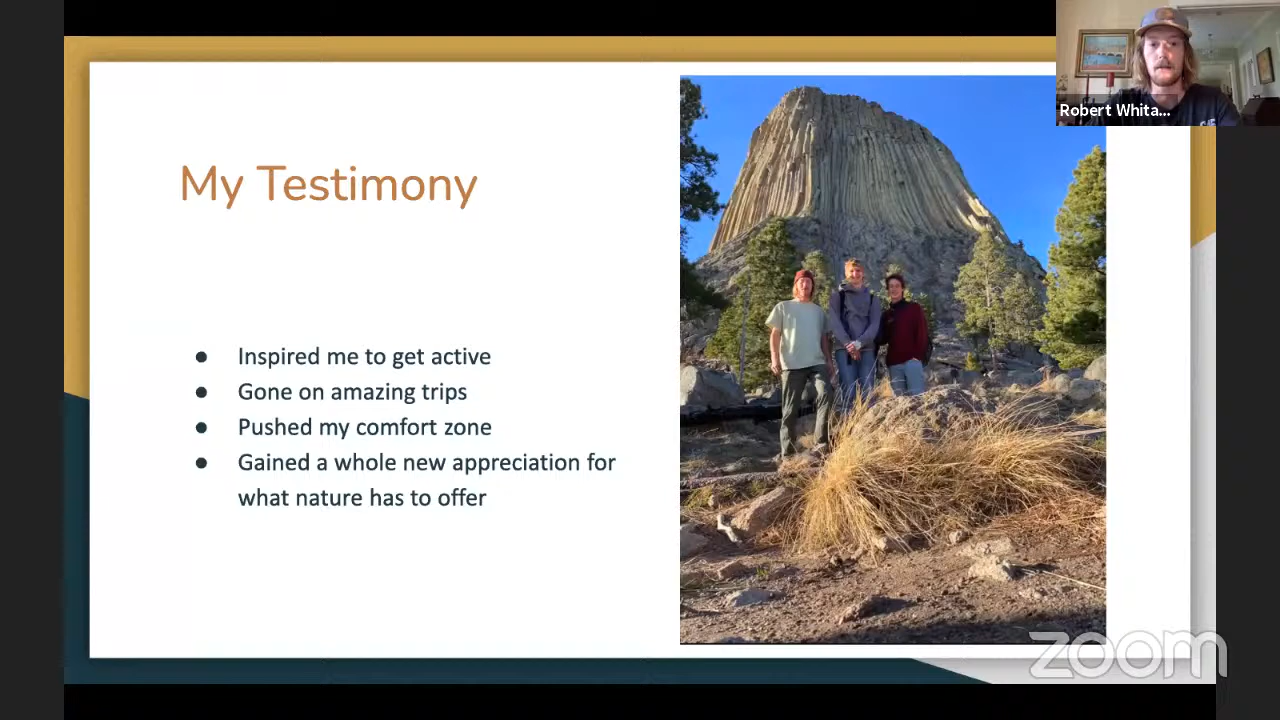 Robert Whita...
My Testimony
● Inspired me to get active
● Gone on amazing trips
● Pushed my comfort zone
● Gained a whole new appreciation for
what nature has to offer
zoom